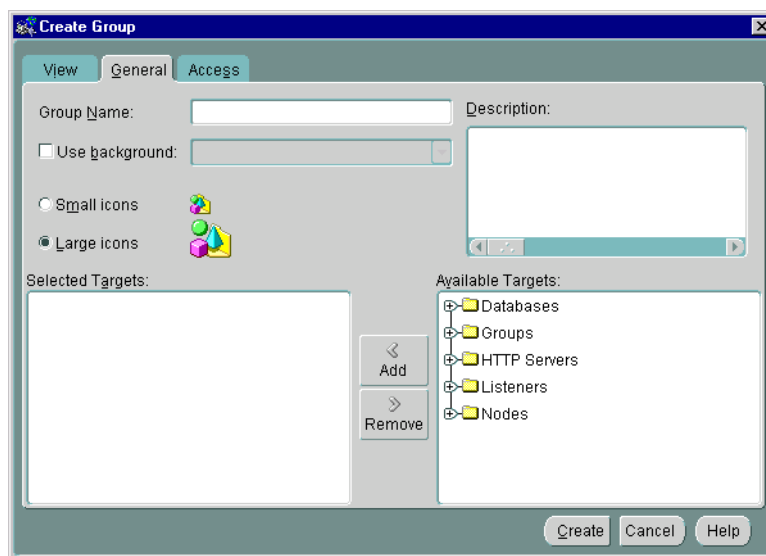 Create Group
View General Access
Group Name:
Description:
Use background:
Small icons
Large icons
Selected Targets:
Available Targets:
Databases
Groups
HTTP Servers
Listeners
Nodes
Add
Remove
Create Cancel Help